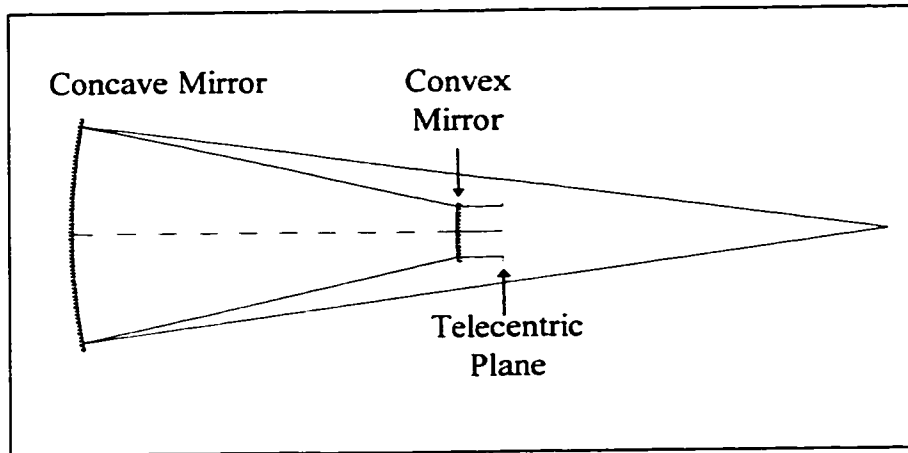 Concave Mirror
Convex
Mirror
Telecentric
Plane